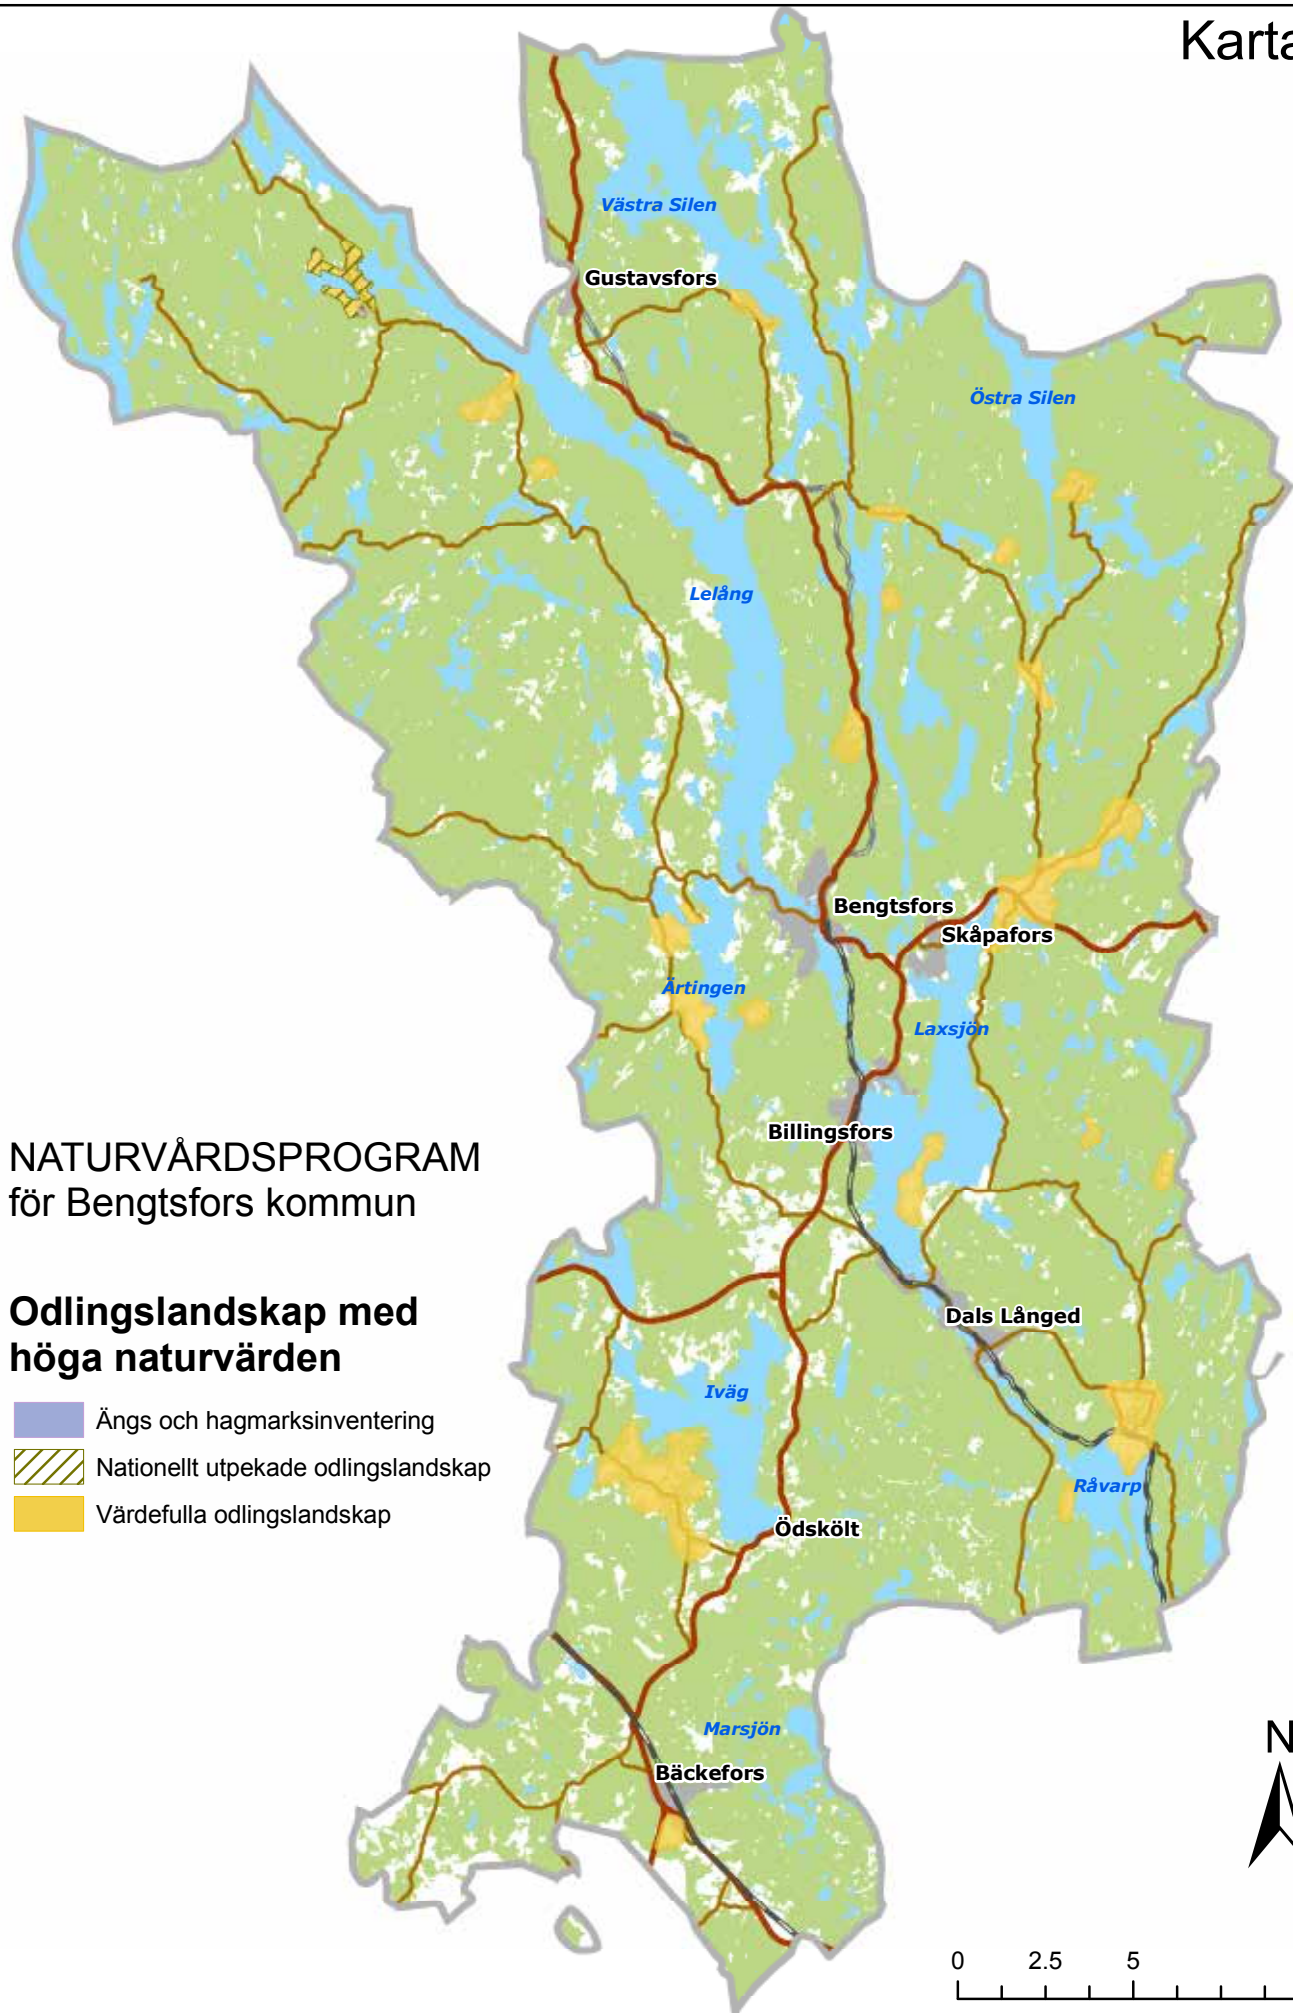 Karta
Västra Silen
Gustavsfors
Östra Silen
Lelång
Bengtsfors
Skåpafors
Ärtingen
Laxsjön
Billingsfors
NATURVÅRDSPROGRAM
för Bengtsfors kommun
Odlingslandskap med
höga naturvärden
Dals Långed
Iväg
Ängs och hagmarksinventering
Nationellt utpekade odlingslandskap
Råvarp
Värdefulla odlingslandskap
Ödskölt
Marsjön
N
Bäckefors
0 2.5 5